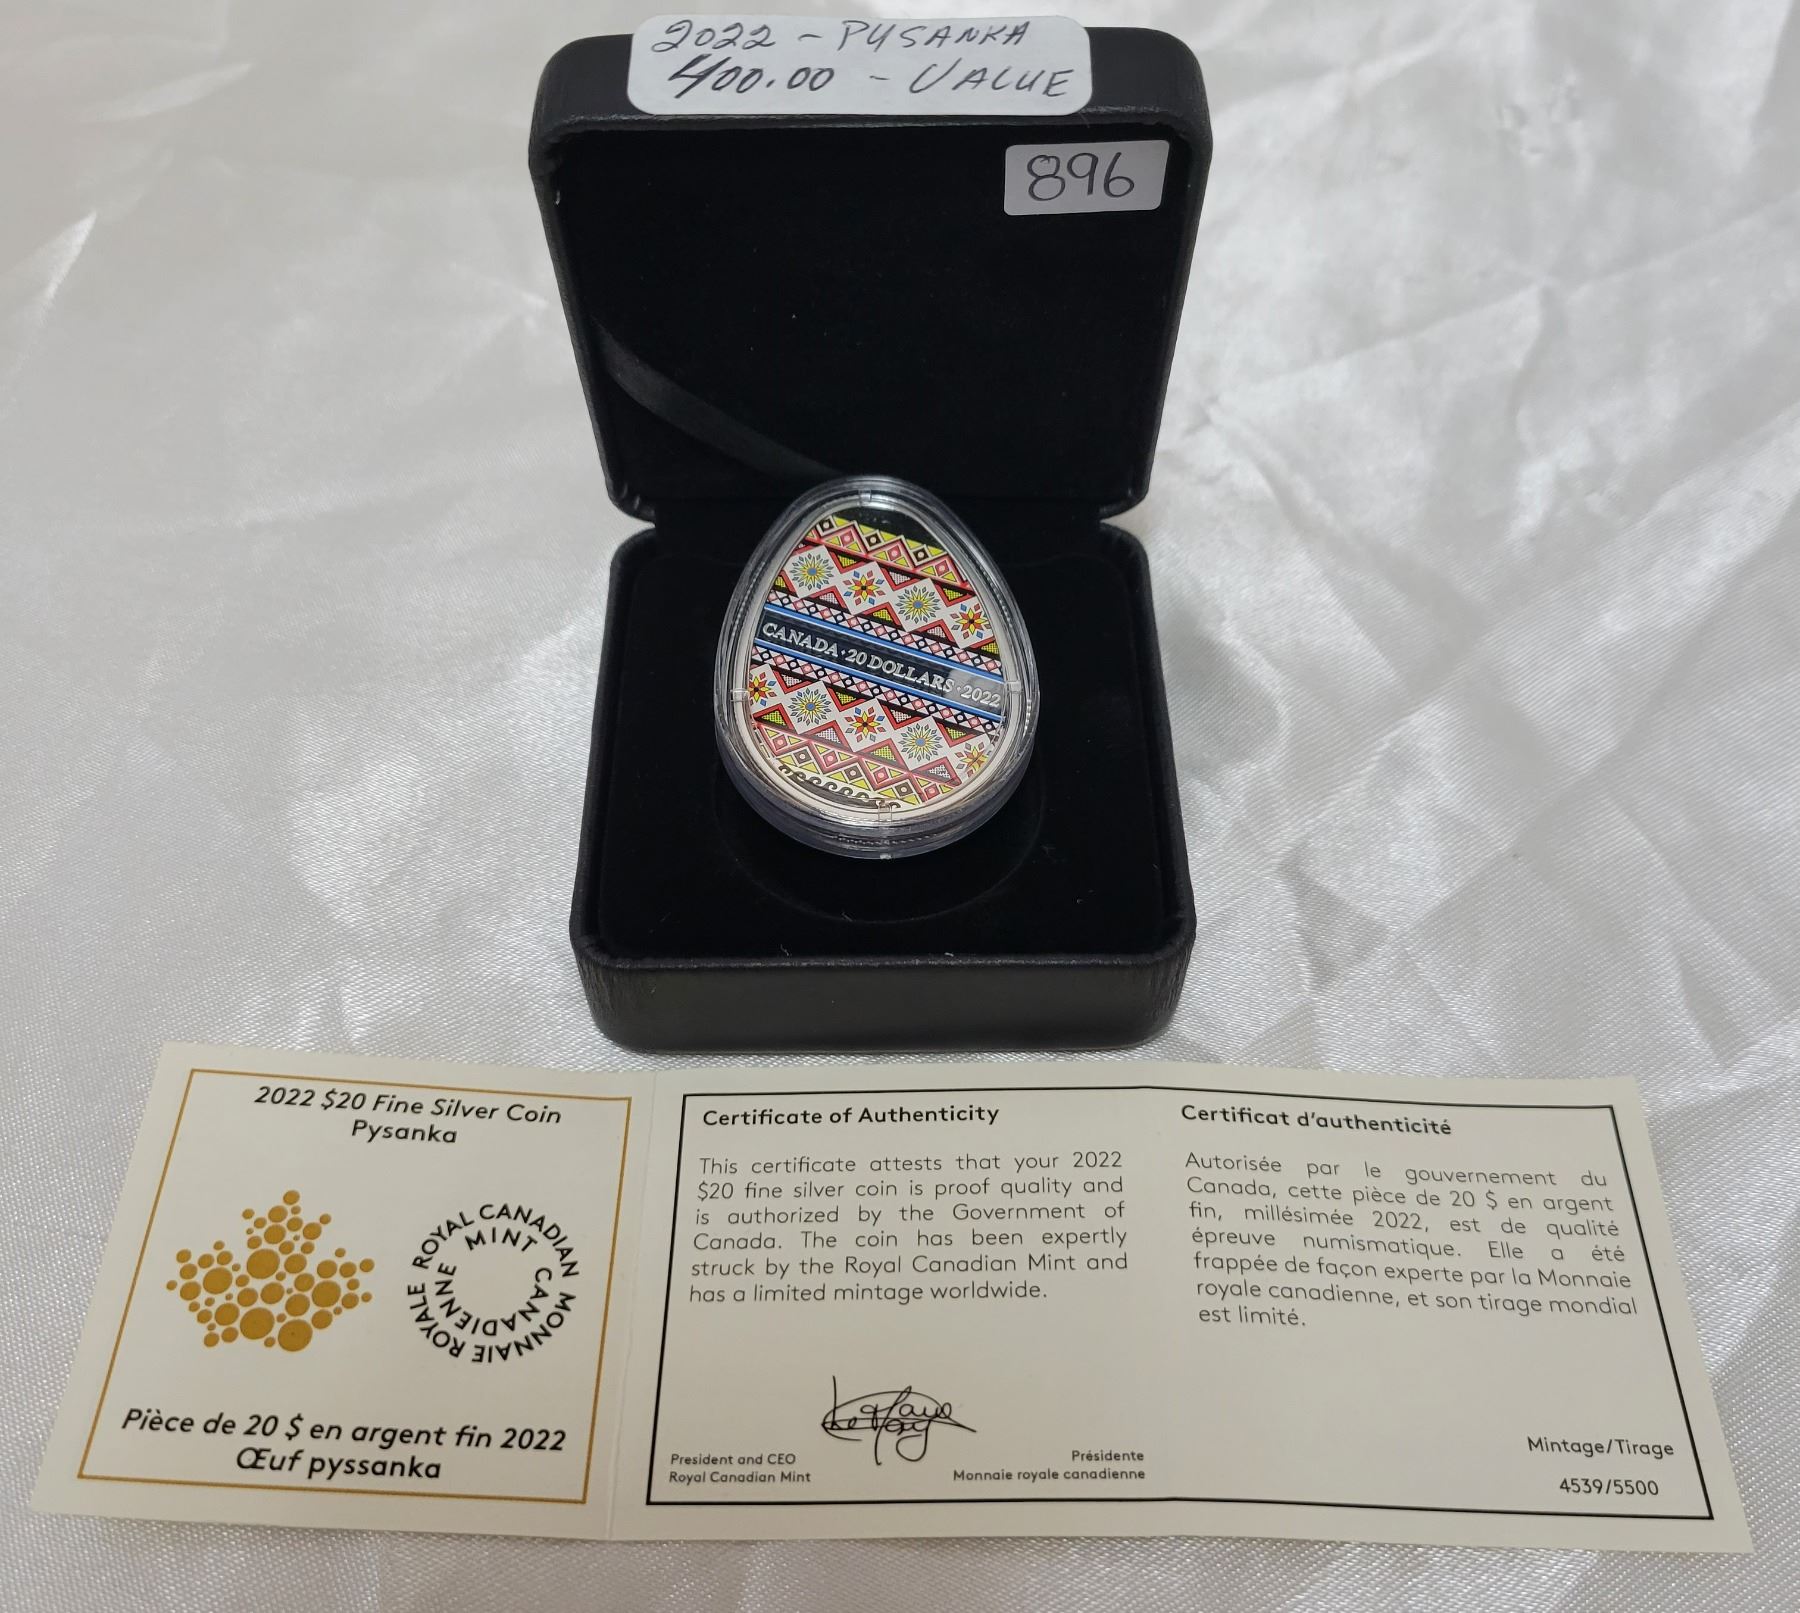 2022 - PYSANKA
400.00 - VALUE
896
CANADA · 20 DOLLARS · 2022
2022 $20 Fine Silver Coin
Pysanka
ROYAL CANADIAN MINT
MONNAIE ROYALE CANADIENNE
Pièce de 20 $ en argent fin 2022
Œuf pyssanka
Certificate of Authenticity
This certificate attests that your 2022
$20 fine silver coin is proof quality and
is authorized by the Government of
Canada. The coin has been expertly
struck by the Royal Canadian Mint and
has a limited mintage worldwide.
President and CEO
Royal Canadian Mint
Présidente
Monnaie royale canadienne
Certificat d'authenticité
Autorisée par le gouvernement du
Canada, cette pièce de 20 $ en argent
fin, millésimée 2022, est de qualité
épreuve numismatique. Elle a été
frappée de façon experte par la Monnaie
royale canadienne, et son tirage mondial
est limité.
Mintage/Tirage
4539/5500